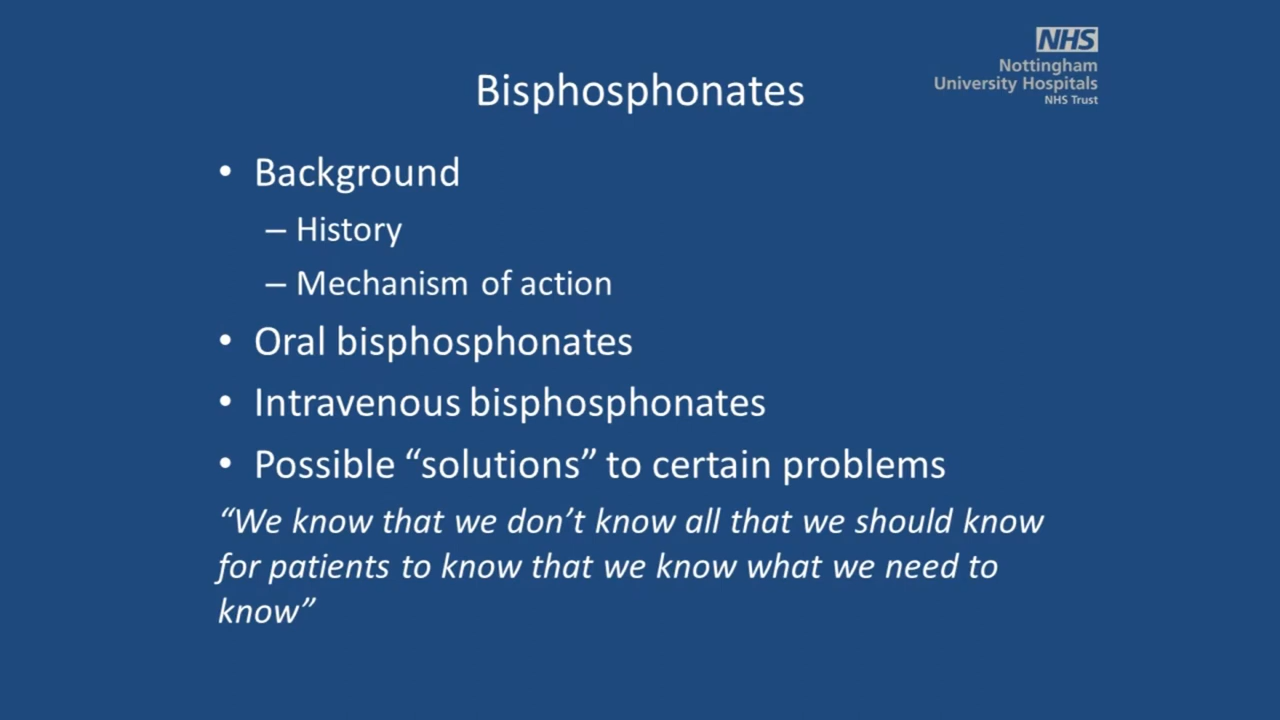 NHS
Nottingham
University Hospitals
NHS Trust
Bisphosphonates
• Background
– History
– Mechanism of action
• Oral bisphosphonates
• Intravenous bisphosphonates
• Possible “solutions” to certain problems
“We know that we don’t know all that we should know
for patients to know that we know what we need to
know”